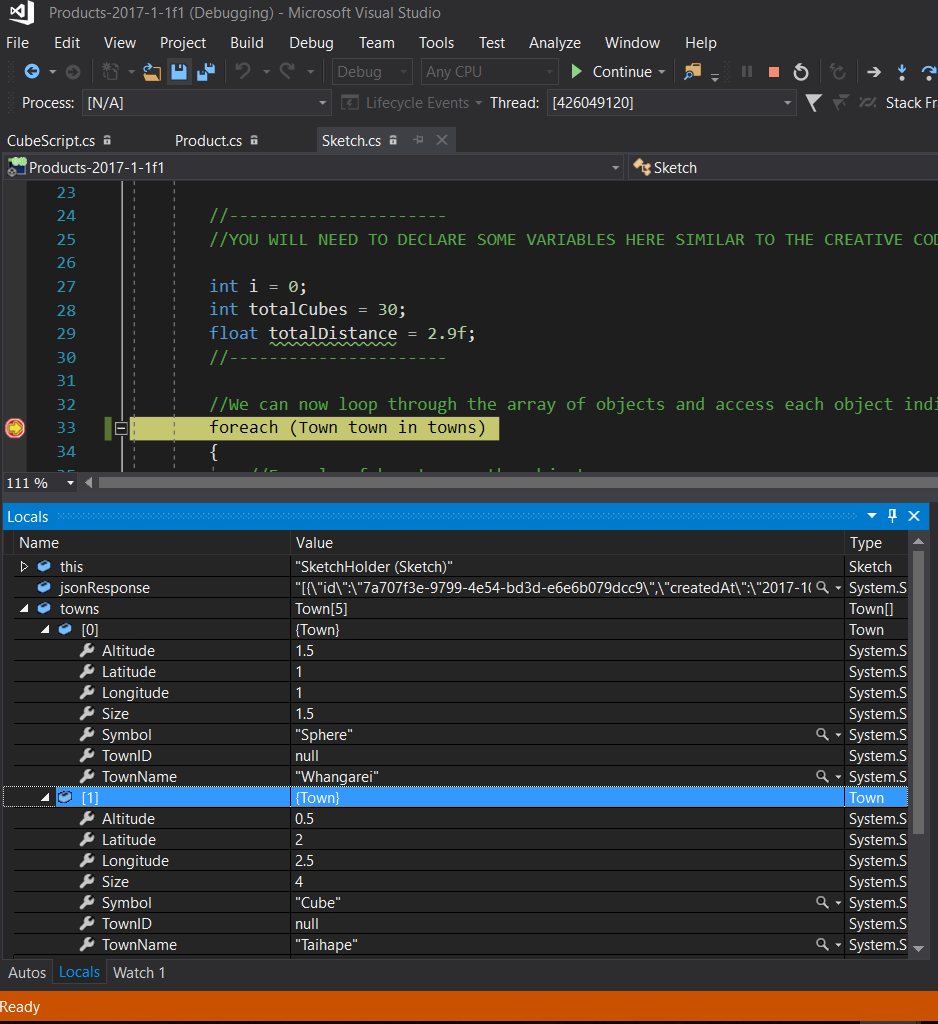 Products-2017-1-1f1 (Debugging) - Microsoft Visual Studio
File Edit View Project Build Debug Team Tools Test Analyze Window Help
Debug Any CPU Continue
Process: [N/A] Lifecycle Events Thread: [426049120] Stack Fr
CubeScript.cs Product.cs Sketch.cs
Products-2017-1-1f1 Sketch
23
24 //----------------------
25 //YOU WILL NEED TO DECLARE SOME VARIABLES HERE SIMILAR TO THE CREATIVE COD
26
27 int i = 0;
28 int totalCubes = 30;
29 float totalDistance = 2.9f;
30 //----------------------
31
32 //We can now loop through the array of objects and access each object indi
33 foreach (Town town in towns)
34 {
111 %
Locals
Name Value Type
this "SketchHolder (Sketch)" Sketch
jsonResponse "[{\"id\":\"7a707f3e-9799-4e54-bd3d-e6e6b079dcc9\",\"createdAt\":\"2017-10 System.S
towns Town[5] Town[]
[0] {Town} Town
Altitude 1.5 System.S
Latitude 1 System.S
Longitude 1 System.S
Size 1.5 System.S
Symbol "Sphere" System.S
TownID null System.S
TownName "Whangarei" System.S
[1] {Town} Town
Altitude 0.5 System.S
Latitude 2 System.S
Longitude 2.5 System.S
Size 4 System.S
Symbol "Cube" System.S
TownID null System.S
TownName "Taihape" System.S
Autos Locals Watch 1
Ready